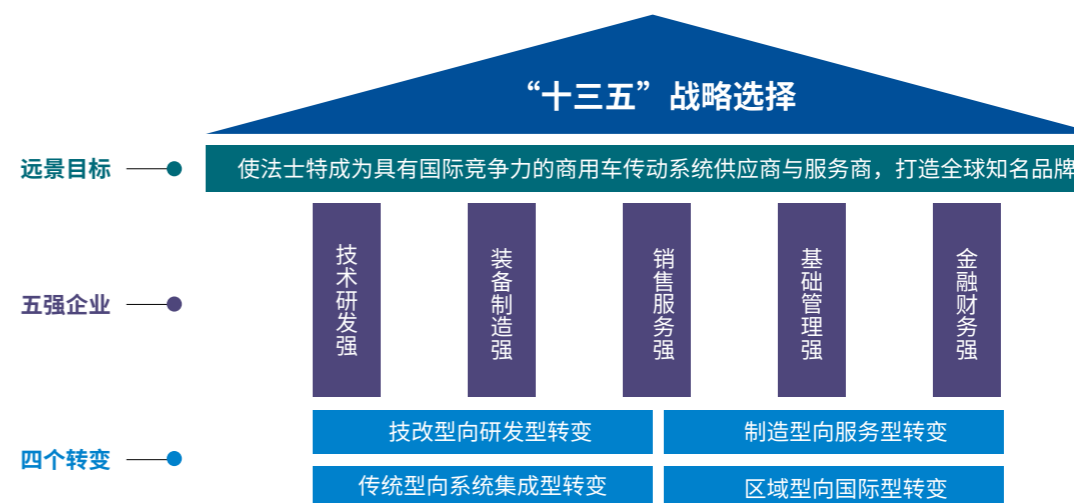 “十三五”战略选择
远景目标
使法士特成为具有国际竞争力的商用车传动系统供应商与服务商，打造全球知名品牌
五强企业
技术研发强
装备制造强
销售服务强
基础管理强
金融财务强
四个转变
技改型向研发型转变
制造型向服务型转变
传统型向系统集成型转变
区域型向国际型转变